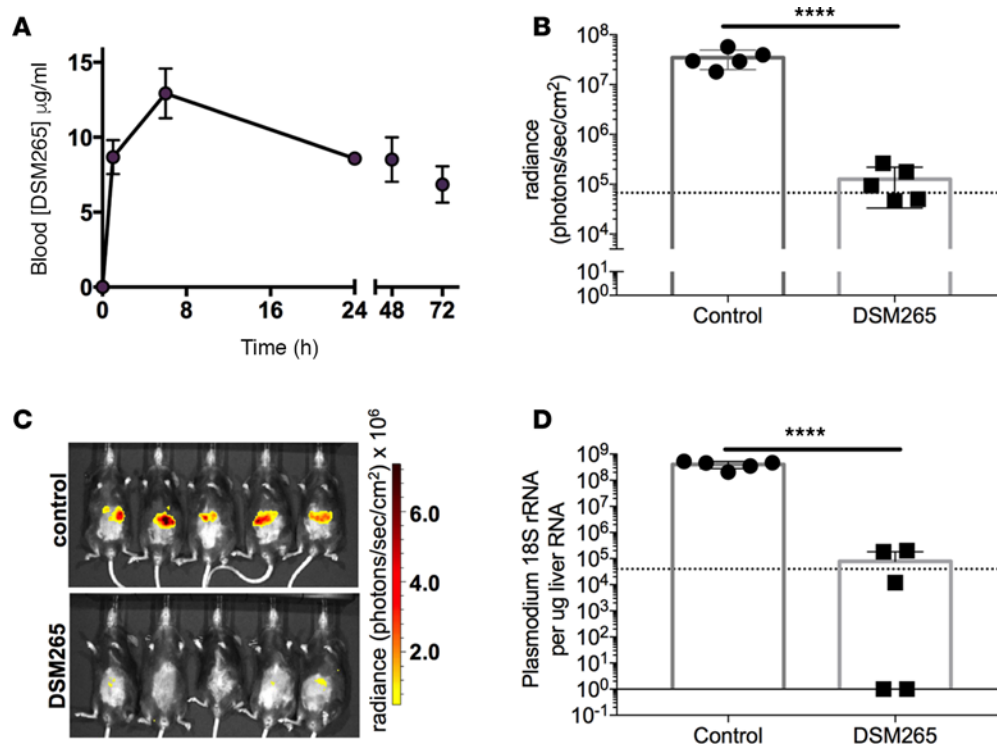 A
Blood [DSM265] μg/ml
15
10
5
0
0
8
16
24
48
72
Time (h)
B
****
radiance
(photons/sec/cm²)
10⁸
10⁷
10⁶
10⁵
10⁴
10¹
10⁰
Control
DSM265
C
control
DSM265
radiance (photons/sec/cm²) x 10⁶
6.0
4.0
2.0
D
****
Plasmodium 18S rRNA
per ug liver RNA
10⁹
10⁸
10⁷
10⁶
10⁵
10⁴
10³
10²
10¹
10⁰
10⁻¹
Control
DSM265